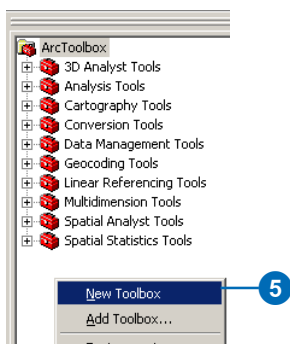 ArcToolbox
3D Analyst Tools
Analysis Tools
Cartography Tools
Conversion Tools
Data Management Tools
Geocoding Tools
Linear Referencing Tools
Multidimension Tools
Spatial Analyst Tools
Spatial Statistics Tools
New Toolbox
5
Add Toolbox...